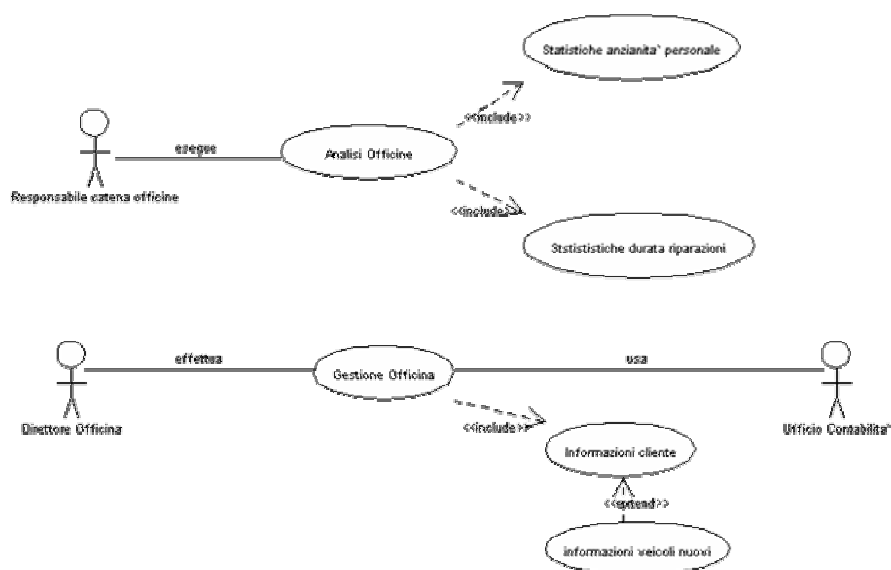 Statistiche anzianita` personale
<<include>>
esegue
Analisi Officine
Responsabile catena officine
<<include>>
Ststististiche durata riparazioni
effettua
Gestione Officina
usa
Direttore Officina
<<include>>
Ufficio Contabilita`
Informazioni cliente
<<extend>>
informazioni veicoli nuovi